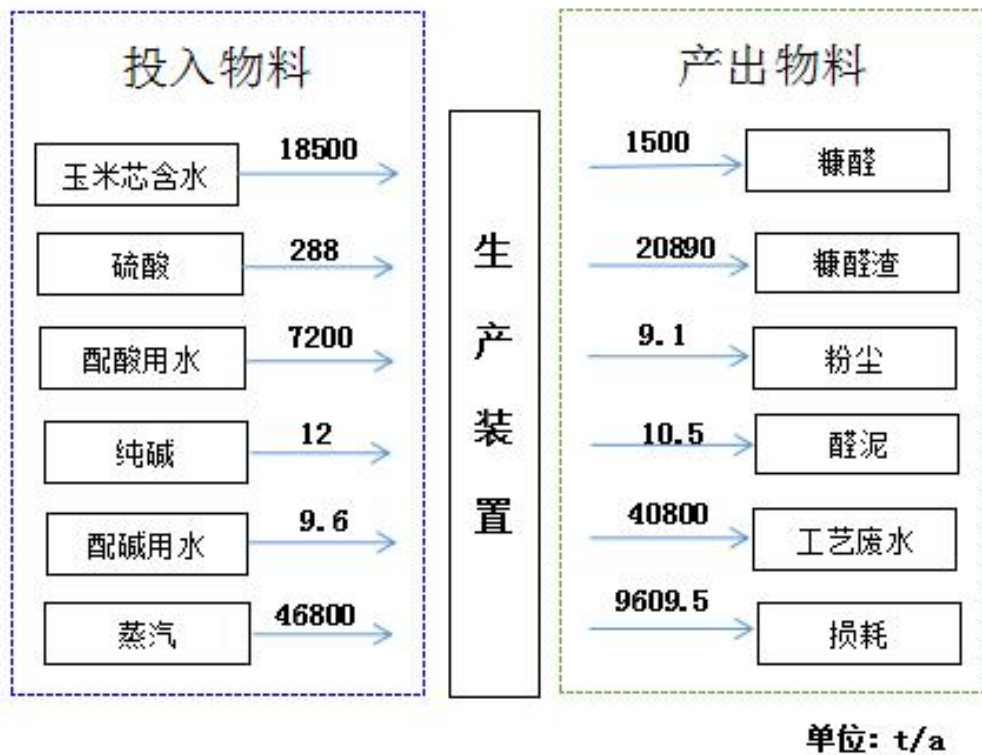 投入物料
玉米芯含水
18500
硫酸
288
配酸用水
7200
纯碱
12
配碱用水
9.6
蒸汽
46800
生产装置
产出物料
1500
糠醛
20890
糠醛渣
9.1
粉尘
10.5
醛泥
40800
工艺废水
9609.5
损耗
单位: t/a